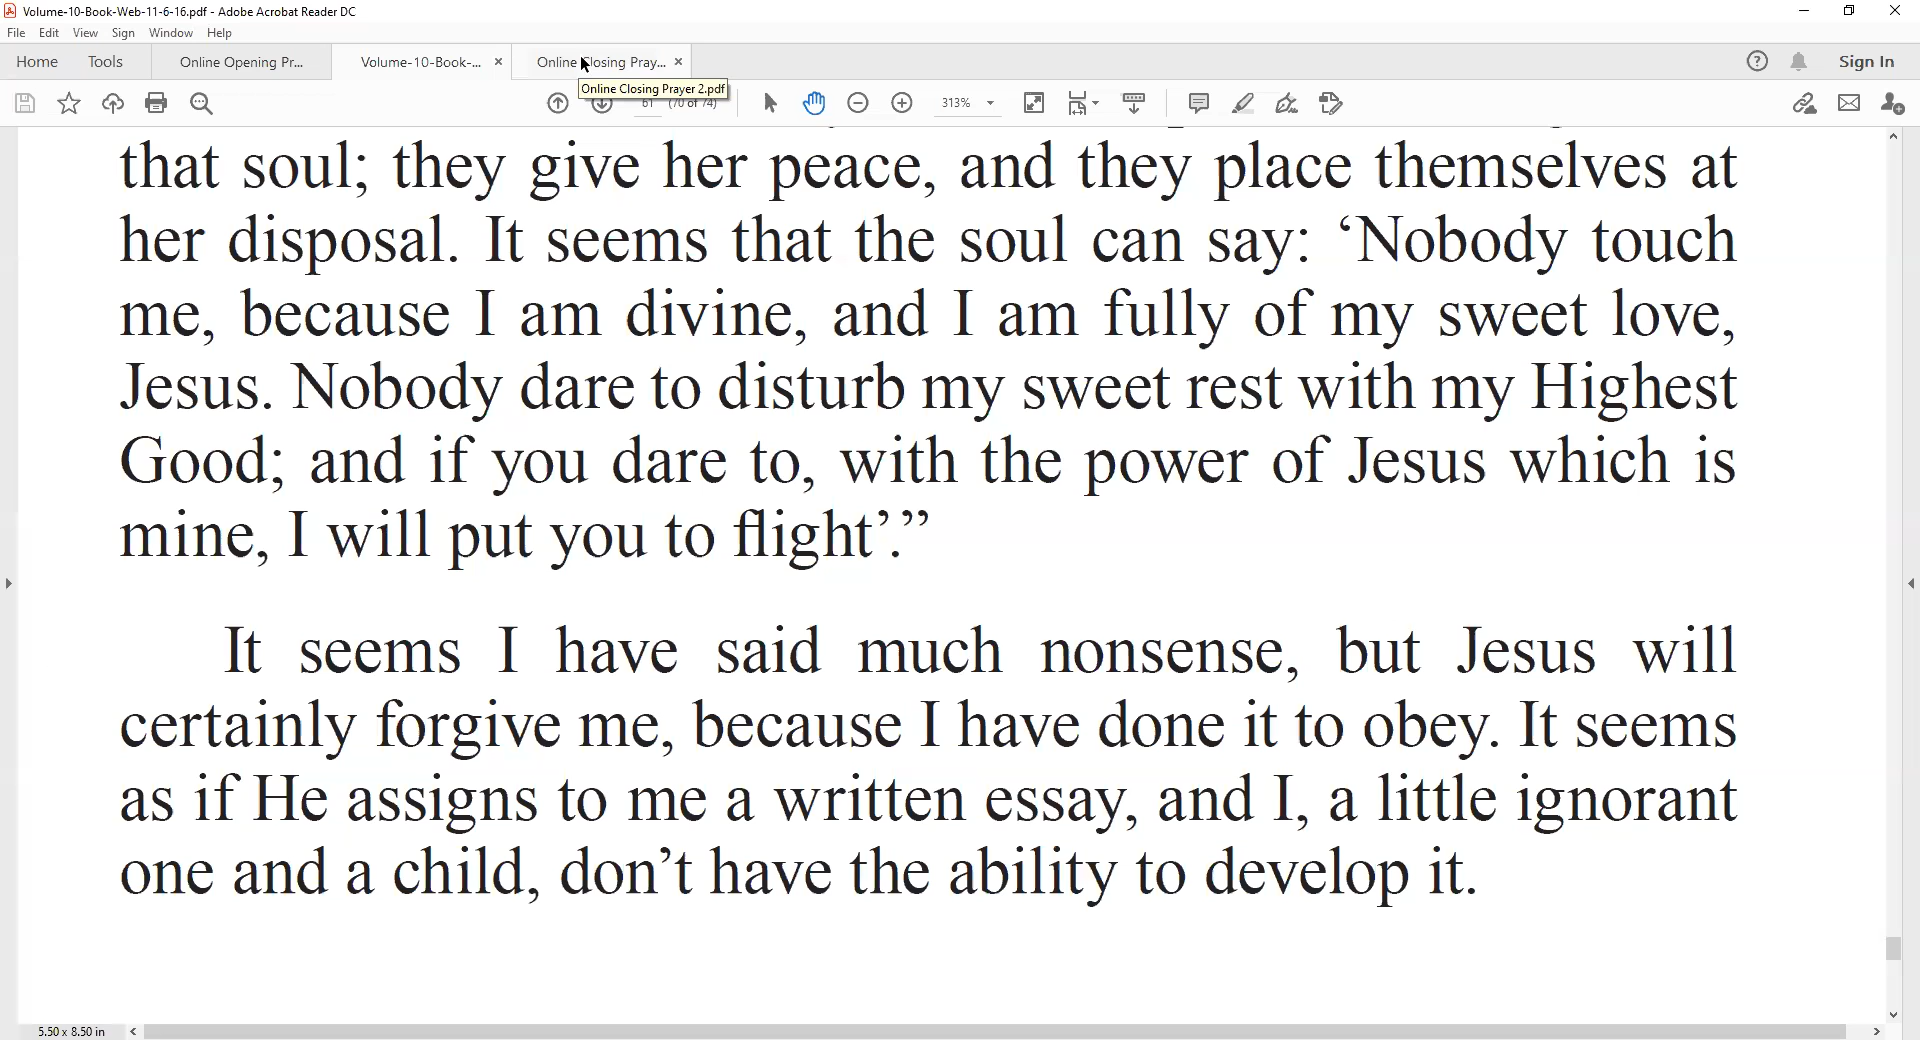 Volume-10-Book-Web-11-6-16.pdf - Adobe Acrobat Reader DC
File Edit View Sign Window Help
Home Tools Online Opening Pr... Volume-10-Book-... Online Closing Pray... Sign In
Online Closing Prayer 2.pdf
61 (70 of 74) 313%
that soul; they give her peace, and they place themselves at
her disposal. It seems that the soul can say: ‘Nobody touch
me, because I am divine, and I am fully of my sweet love,
Jesus. Nobody dare to disturb my sweet rest with my Highest
Good; and if you dare to, with the power of Jesus which is
mine, I will put you to flight’.”
It seems I have said much nonsense, but Jesus will
certainly forgive me, because I have done it to obey. It seems
as if He assigns to me a written essay, and I, a little ignorant
one and a child, don’t have the ability to develop it.
5.50 x 8.50 in